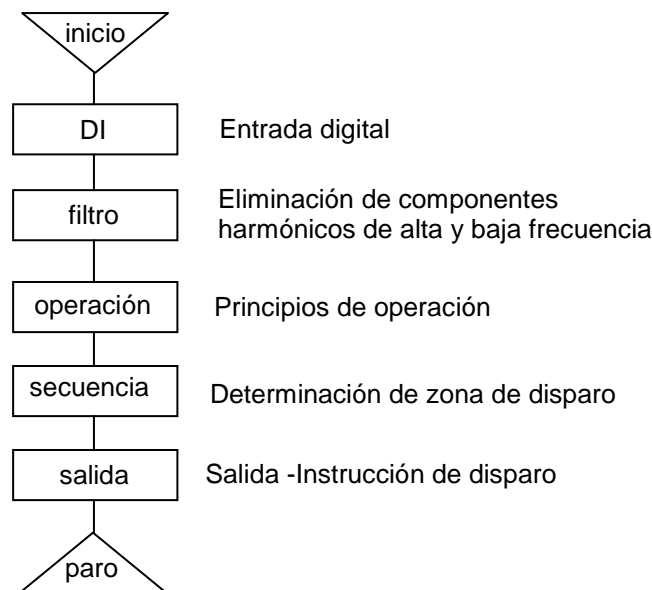 inicio
DI
Entrada digital
filtro
Eliminación de componentes
harmónicos de alta y baja frecuencia
operación
Principios de operación
secuencia
Determinación de zona de disparo
salida
Salida -Instrucción de disparo
paro